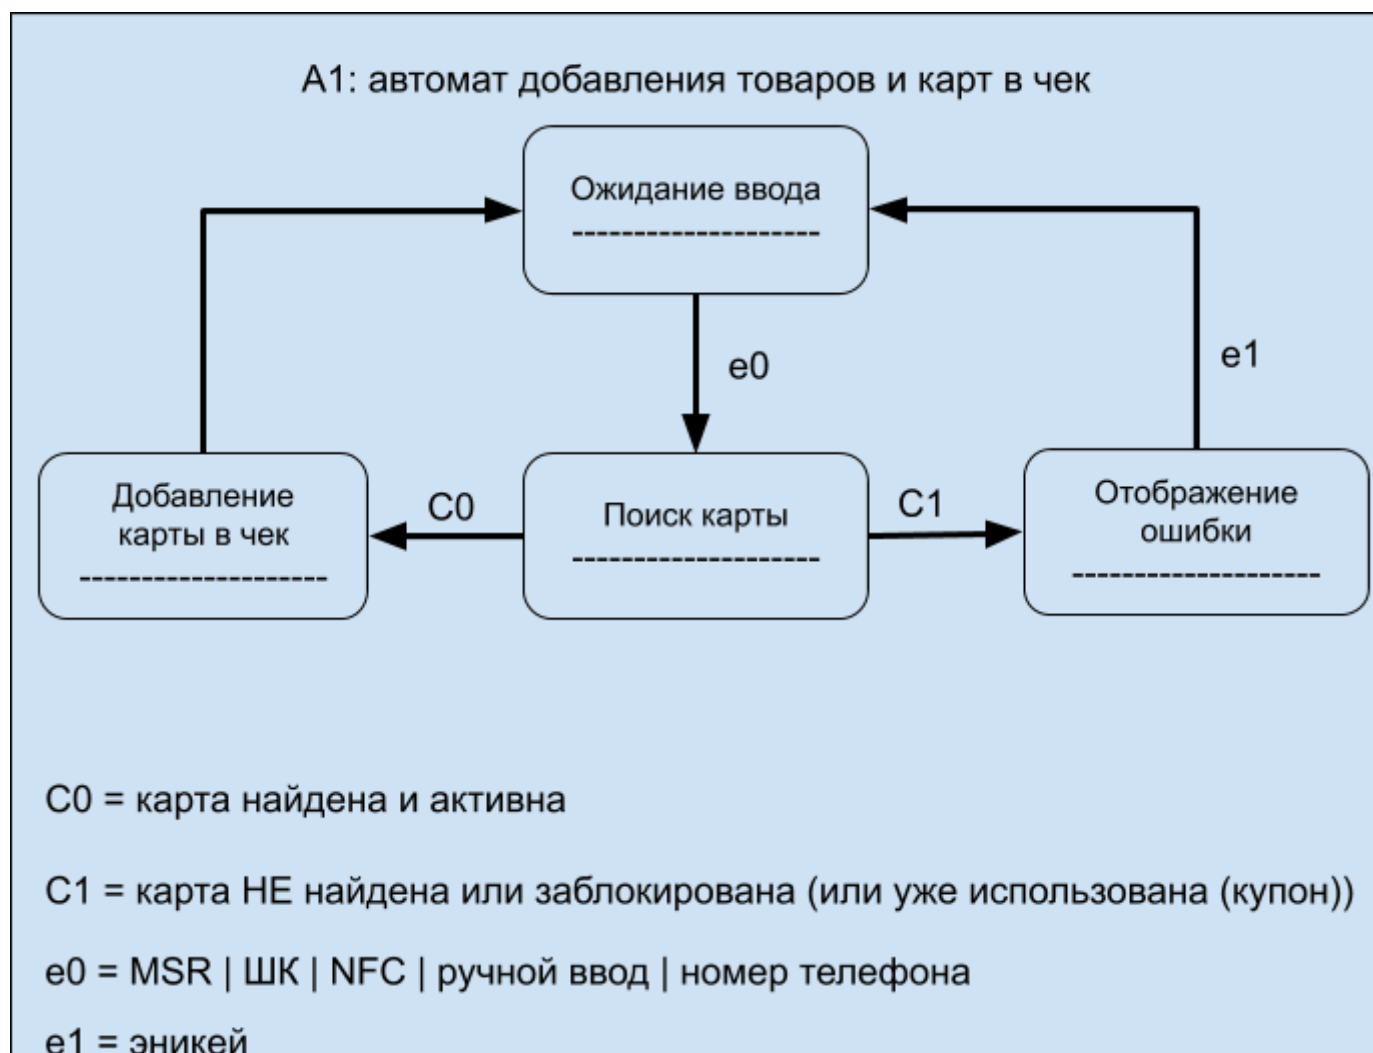 А1: автомат добавления товаров и карт в чек
Ожидание ввода
--------------------
e0
e1
Добавление
карты в чек
--------------------
C0
Поиск карты
--------------------
C1
Отображение
ошибки
--------------------
C0 = карта найдена и активна
C1 = карта НЕ найдена или заблокирована (или уже использована (купон))
e0 = MSR | ШК | NFC | ручной ввод | номер телефона
e1 = эникей